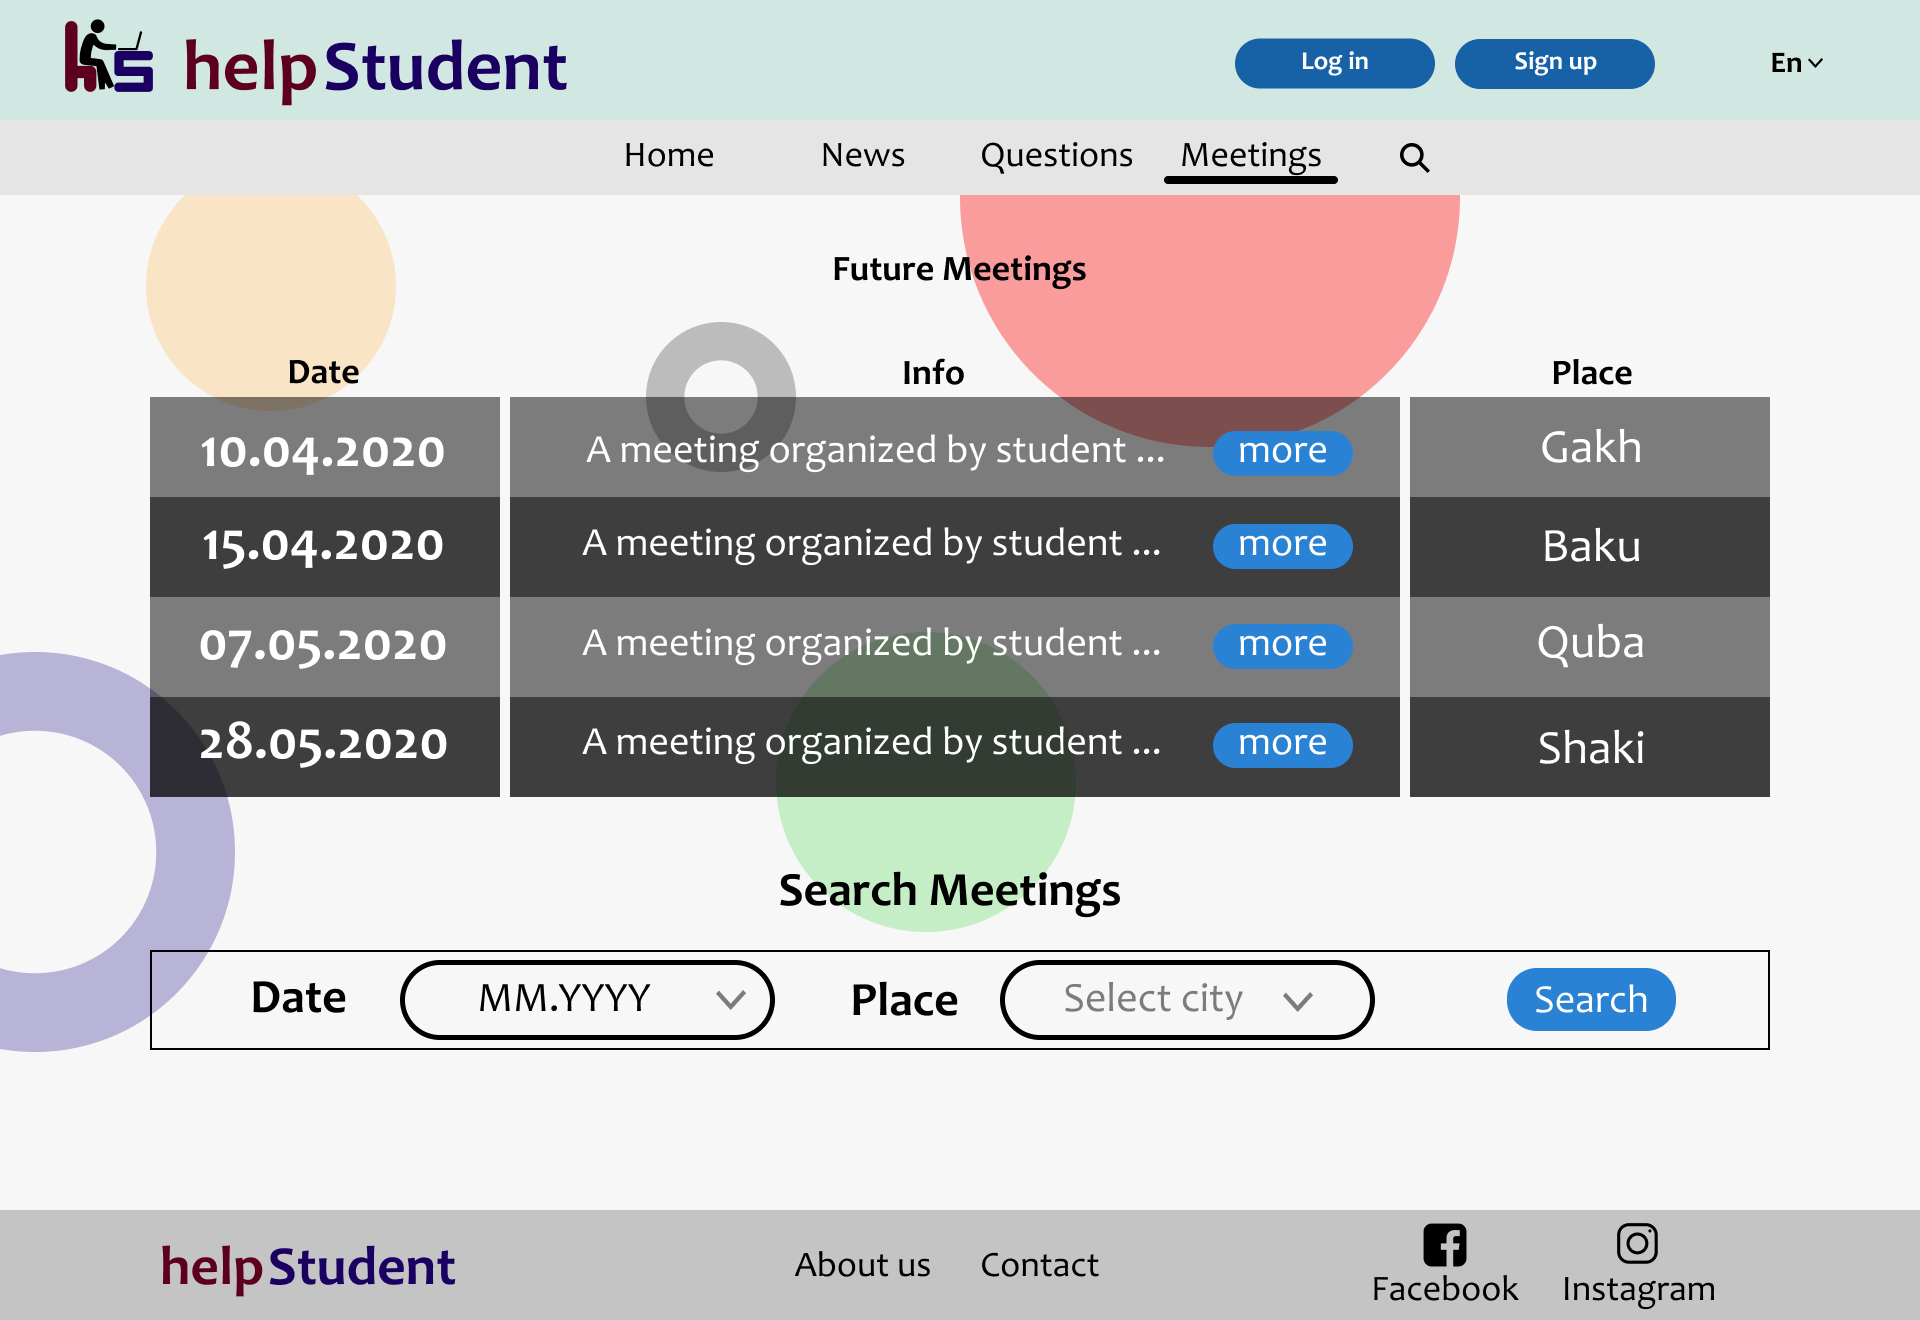 hs helpStudent Log in Sign up En
Home News Questions Meetings
Future Meetings
Date Info Place
10.04.2020 A meeting organized by student ... more Gakh
15.04.2020 A meeting organized by student ... more Baku
07.05.2020 A meeting organized by student ... more Quba
28.05.2020 A meeting organized by student ... more Shaki
Search Meetings
Date MM.YYYY Place Select city Search
helpStudent About us Contact Facebook Instagram